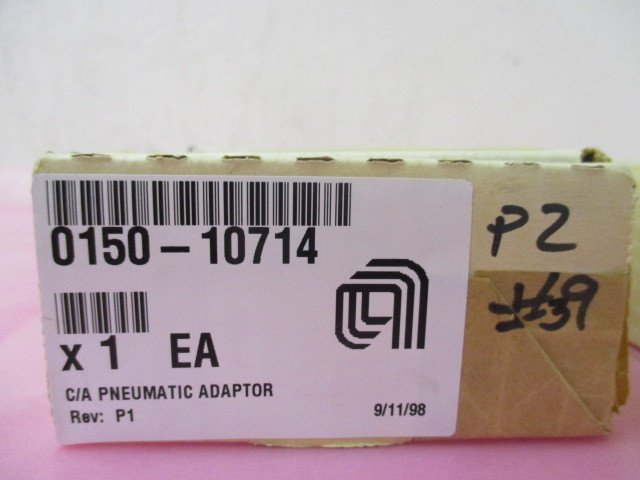 0150-10714
x 1 EA
C/A PNEUMATIC ADAPTOR
Rev: P1
9/11/98
P2